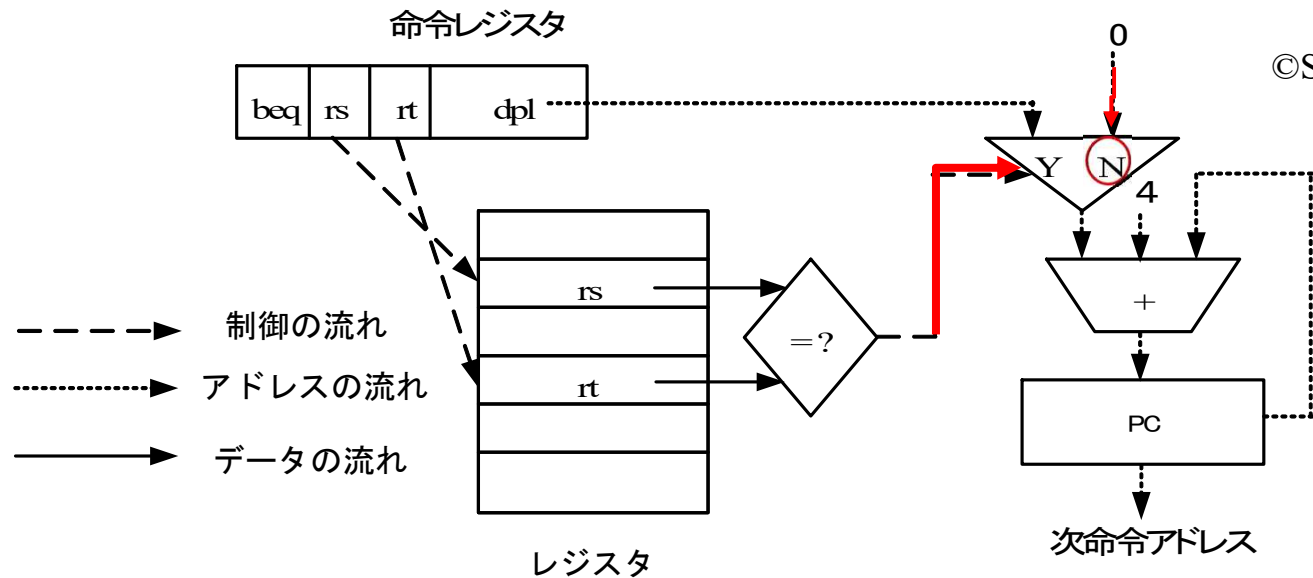 命令レジスタ
0
©S
beq rs rt dpl
Y N
4
rs
=?
+
制御の流れ
rt
アドレスの流れ
PC
データの流れ
次命令アドレス
レジスタ